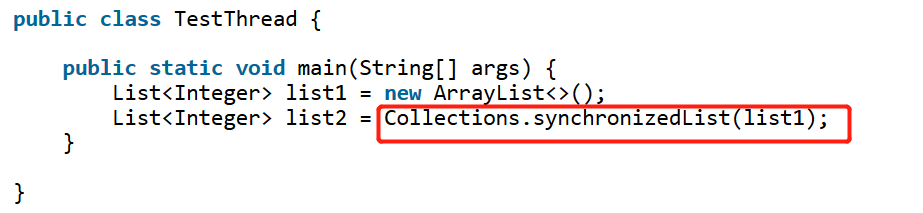 public class TestThread {
public static void main(String[] args) {
List<Integer> list1 = new ArrayList<>();
List<Integer> list2 = Collections.synchronizedList(list1);
}
}